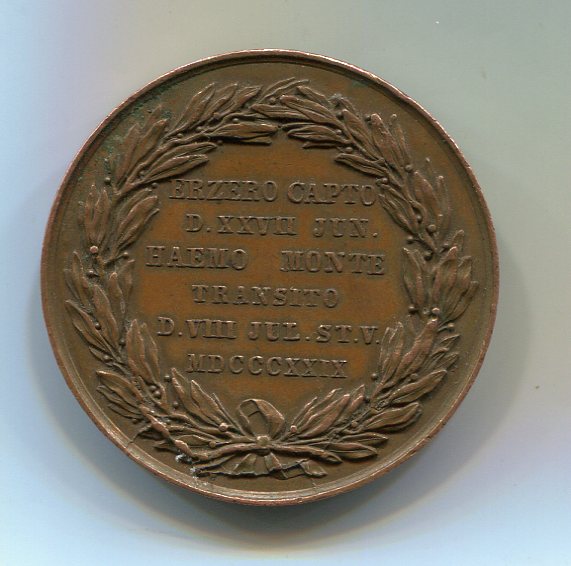 ERZERO CAPTO
D. XXVII JUN.
HAEMO MONTE
TRANSITO
D. VIII JUL. ST. V.
MDCCCXXIX